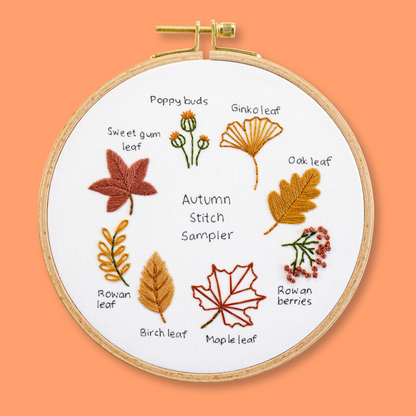 Poppy buds
Ginko leaf
Sweet gum
leaf
Oak leaf
Autumn
Stitch
Sampler
Rowan
leaf
Rowan
berries
Birch leaf
Maple leaf